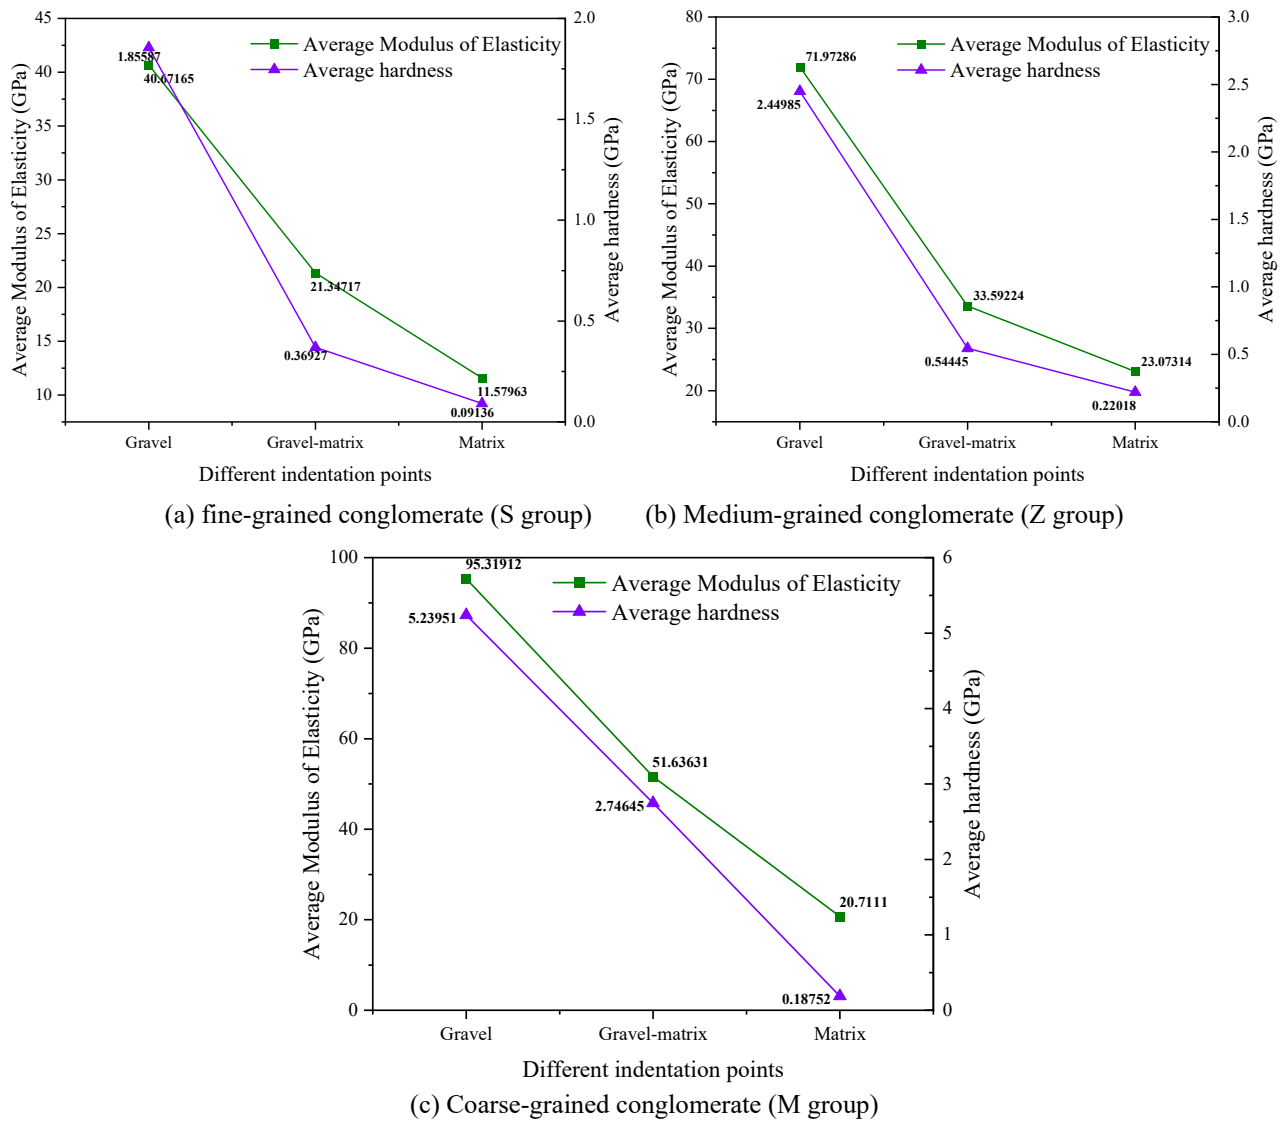 45
40
35
30
25
20
15
10
Average Modulus of Elasticity (GPa)
2.0
1.5
1.0
0.5
0.0
Average hardness (GPa)
Average Modulus of Elasticity
Average hardness
1.85587
40.67165
21.34717
0.36927
11.57963
0.09136
Gravel
Gravel-matrix
Matrix
Different indentation points
(a) fine-grained conglomerate (S group)
80
70
60
50
40
30
20
Average Modulus of Elasticity (GPa)
3.0
2.5
2.0
1.5
1.0
0.5
0.0
Average hardness (GPa)
Average Modulus of Elasticity
Average hardness
71.97286
2.44985
33.59224
0.54445
23.07314
0.22018
Gravel
Gravel-matrix
Matrix
Different indentation points
(b) Medium-grained conglomerate (Z group)
100
80
60
40
20
0
Average Modulus of Elasticity (GPa)
6
5
4
3
2
1
0
Average hardness (GPa)
Average Modulus of Elasticity
Average hardness
95.31912
5.23951
51.63631
2.74645
20.7111
0.18752
Gravel
Gravel-matrix
Matrix
Different indentation points
(c) Coarse-grained conglomerate (M group)